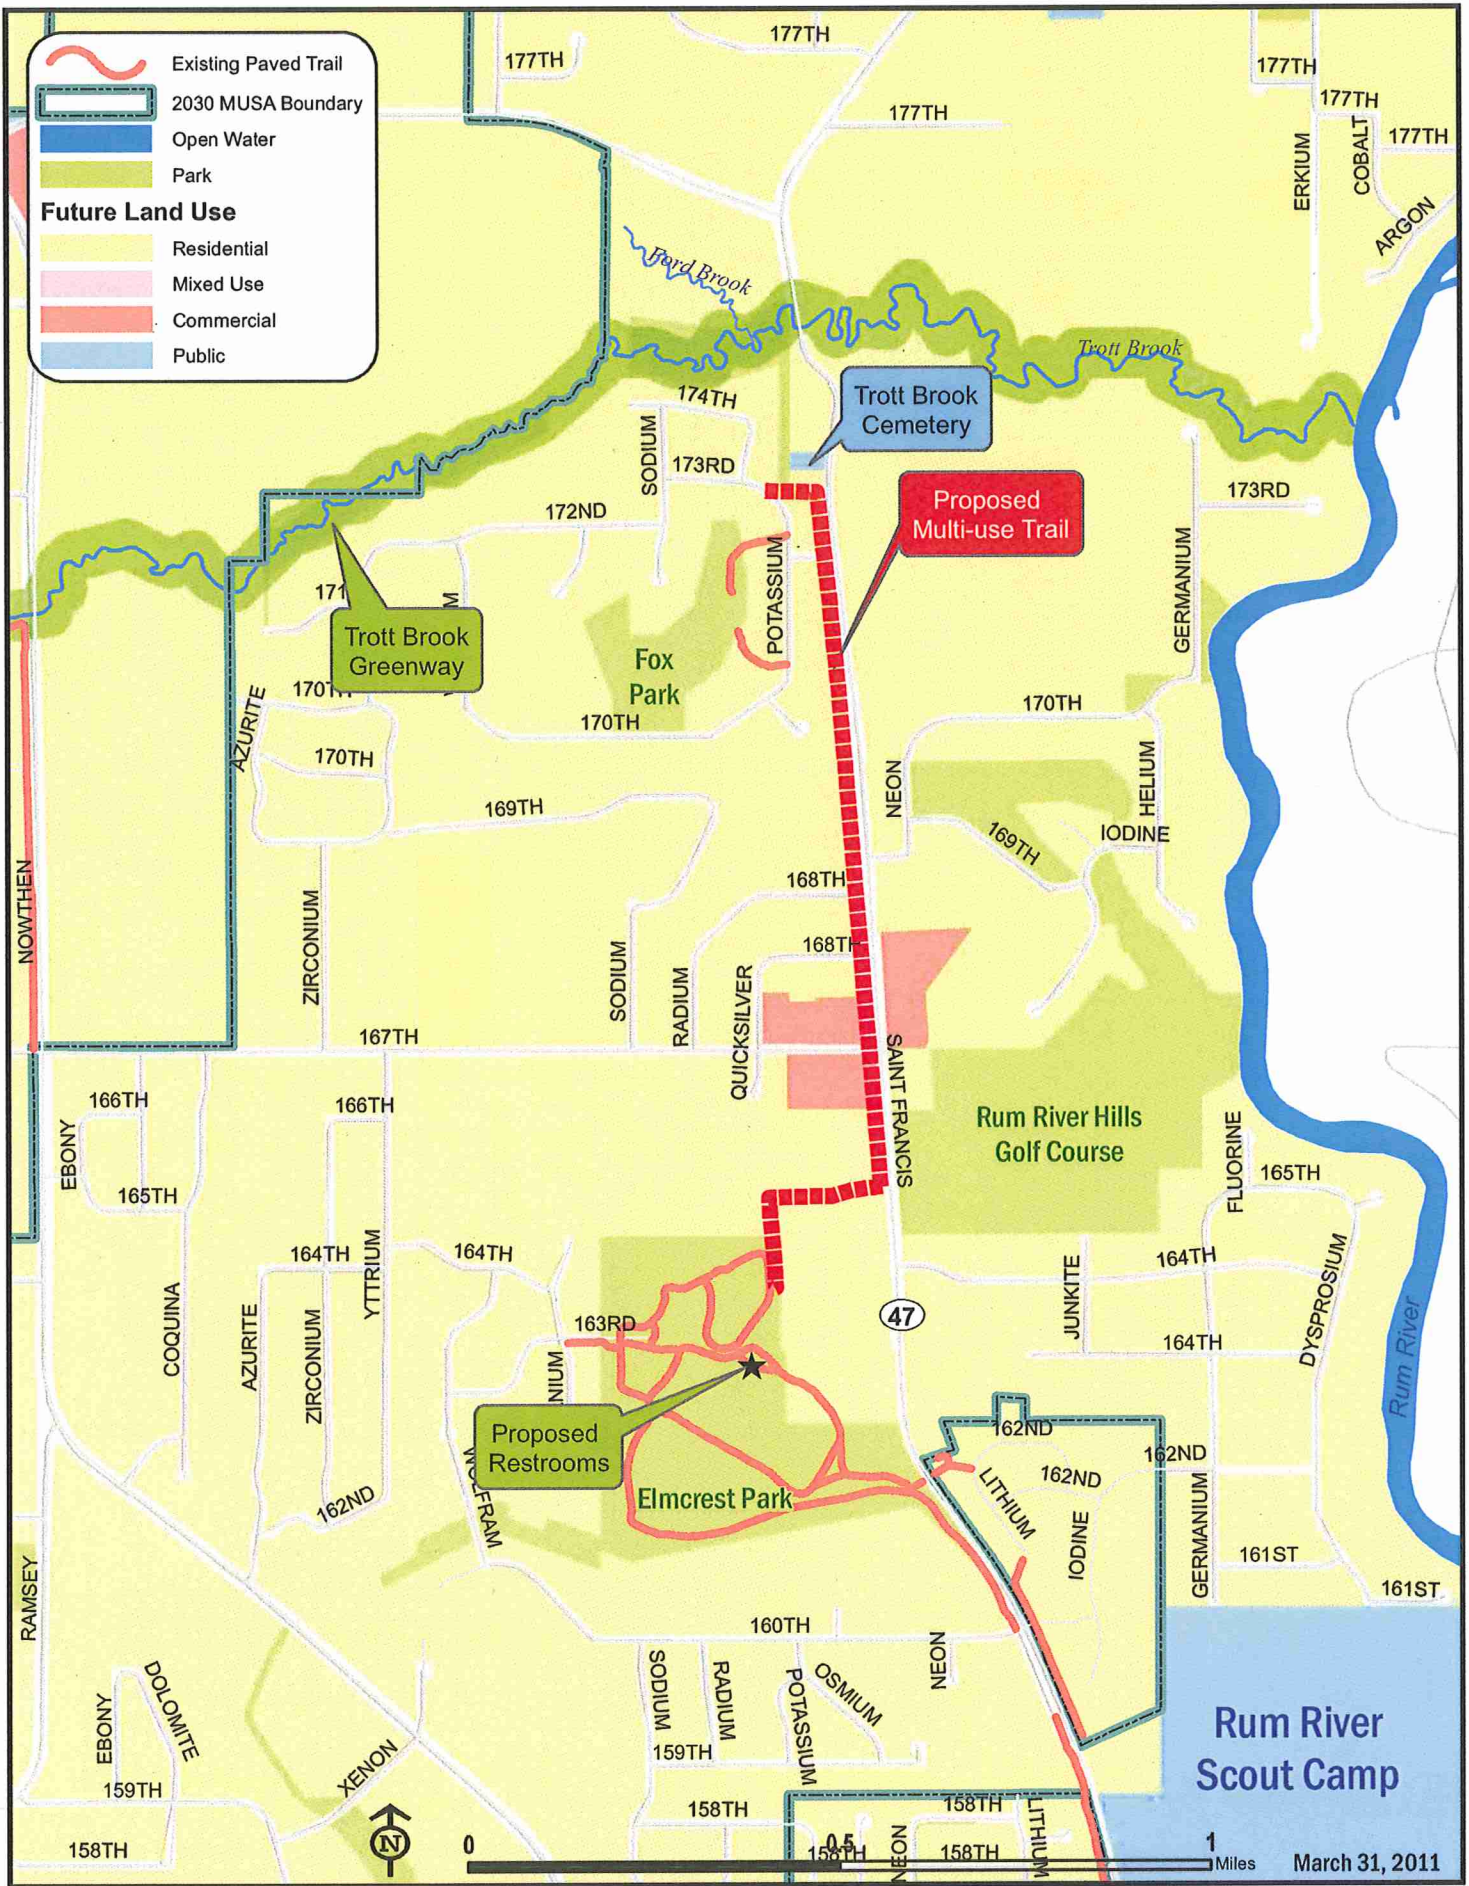 Existing Paved Trail
2030 MUSA Boundary
Open Water
Park
Future Land Use
Residential
Mixed Use
Commercial
Public
177TH
177TH
177TH
177TH
177TH
177TH
ERKIUM
COBALT
ARGON
Ford Brook
Trott Brook
Trott Brook
Cemetery
174TH
SODIUM
173RD
Proposed
Multi-use Trail
173RD
172ND
POTASSIUM
GERMANIUM
171
M
Trott Brook
Greenway
Fox
Park
170TH
AZURITE
170TH
170TH
170TH
NEON
HELIUM
169TH
169TH
IODINE
NOWTHEN
168TH
ZIRCONIUM
168TH
SODIUM
RADIUM
QUICKSILVER
167TH
SAINT FRANCIS
166TH
166TH
EBONY
Rum River Hills
Golf Course
FLUORINE
165TH
165TH
164TH
164TH
YTTRIUM
164TH
JUNKITE
DYSPROSIUM
COQUINA
AZURITE
ZIRCONIUM
163RD
47
164TH
Rum River
NIUM
Proposed
Restrooms
WOLFRAM
162ND
162ND
162ND
162ND
LITHIUM
Elmcrest Park
IODINE
GERMANIUM
161ST
161ST
RAMSEY
160TH
NEON
SODIUM
RADIUM
POTASSIUM
OSMIUM
DOLOMITE
EBONY
159TH
XENON
159TH
Rum River
Scout Camp
158TH
158TH
LITHIUM
158TH
N
0
0.5
1
Miles
158TH
NEON
158TH
March 31, 2011